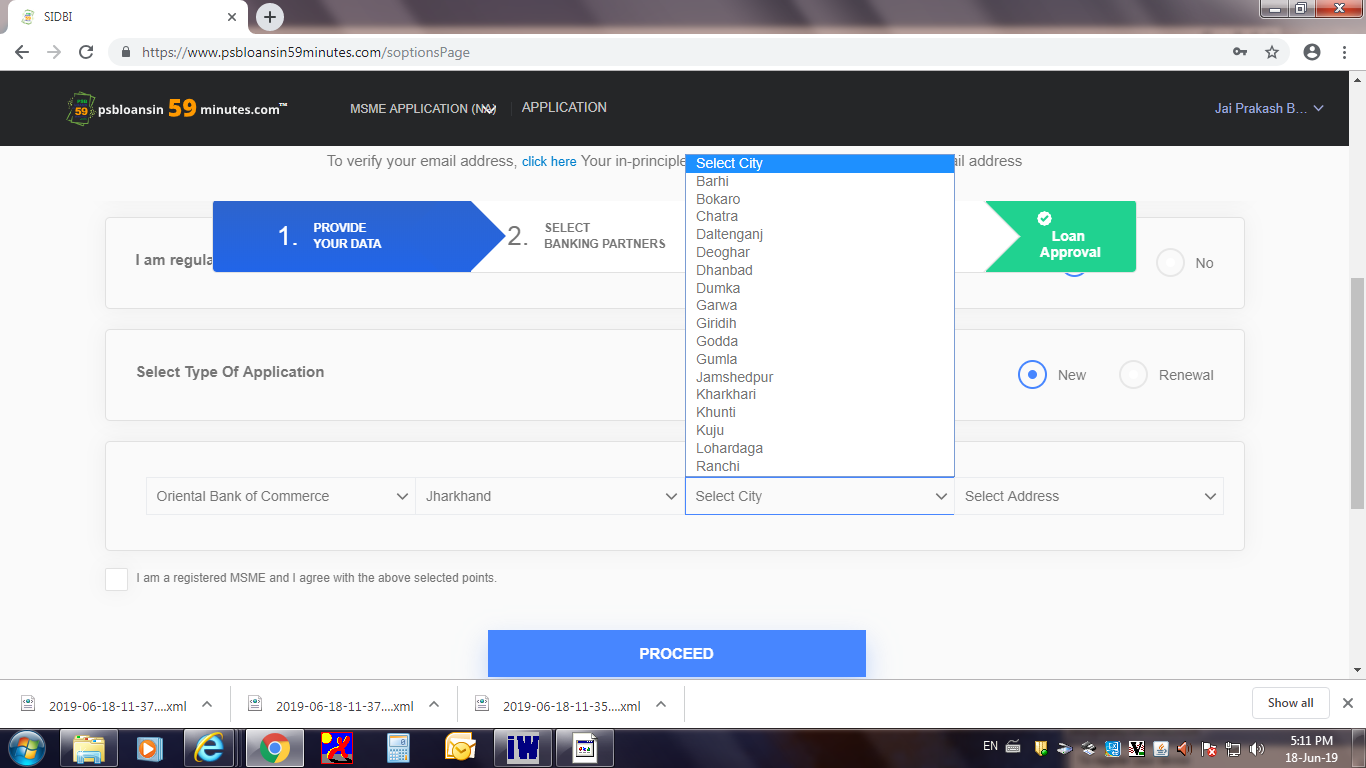 SIDBI
https://www.psbloansin59minutes.com/soptionsPage
PSB
59
psbloansin 59 minutes.com™
MSME APPLICATION (N
APPLICATION
Jai Prakash B...
To verify your email address, click here Your in-principle
ail address
1. PROVIDE
YOUR DATA
2. SELECT
BANKING PARTNERS
Loan
Approval
I am regula
No
Select Type Of Application
New
Renewal
Select City
Barhi
Bokaro
Chatra
Daltenganj
Deoghar
Dhanbad
Dumka
Garwa
Giridih
Godda
Gumla
Jamshedpur
Kharkhari
Khunti
Kuju
Lohardaga
Ranchi
Oriental Bank of Commerce
Jharkhand
Select City
Select Address
I am a registered MSME and I agree with the above selected points.
PROCEED
2019-06-18-11-37....xml
2019-06-18-11-37....xml
2019-06-18-11-35....xml
Show all
iW
EN
5:11 PM
18-Jun-19